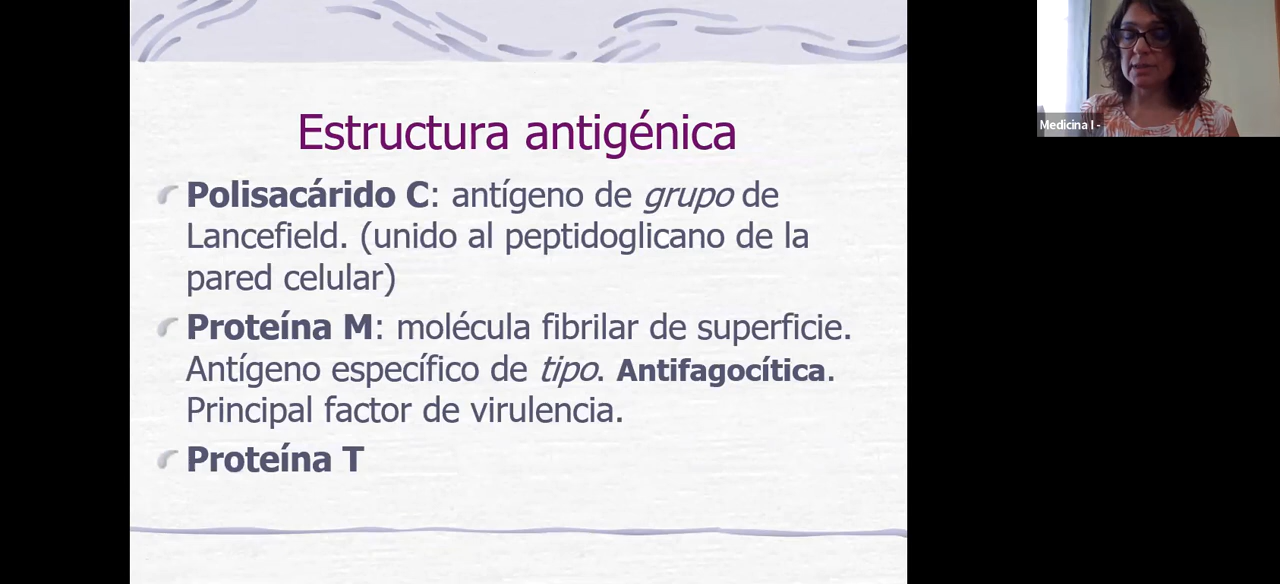 Estructura antigénica
Polisacárido C: antígeno de grupo de
Lancefield. (unido al peptidoglicano de la
pared celular)
Proteína M: molécula fibrilar de superficie.
Antígeno específico de tipo. Antifagocítica.
Principal factor de virulencia.
Proteína T
Medicina I -